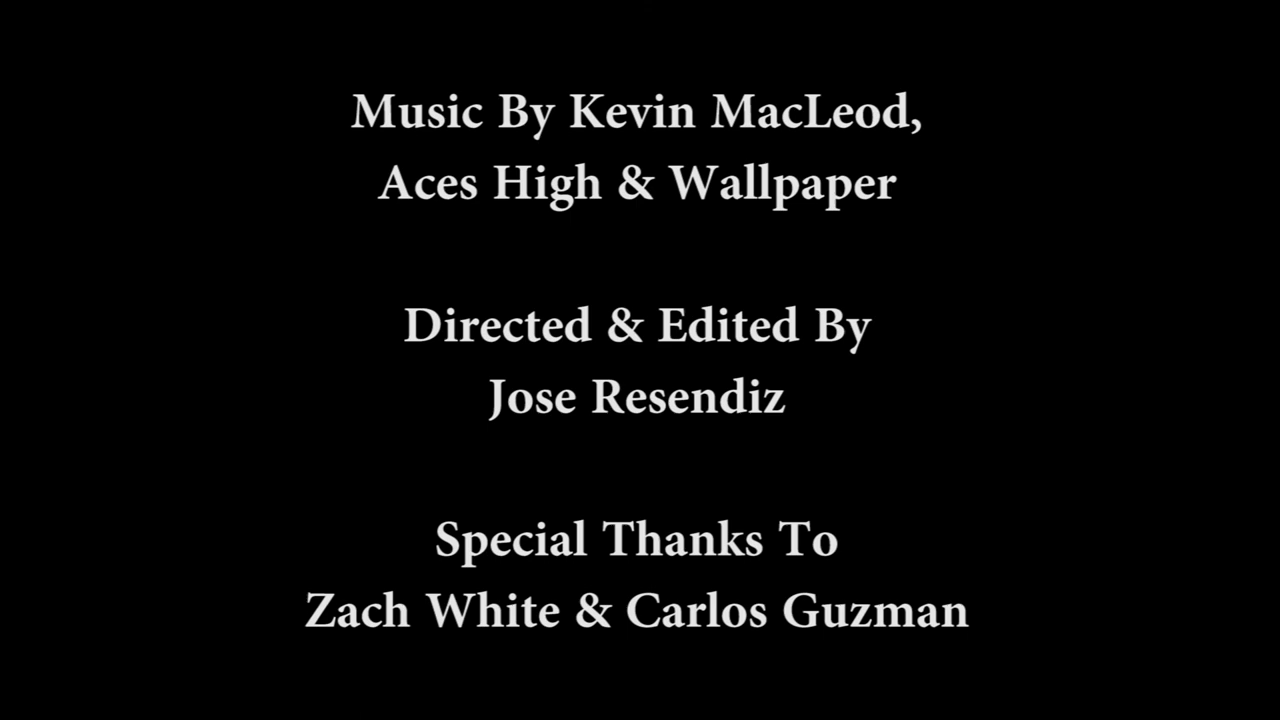 Music By Kevin MacLeod,
Aces High & Wallpaper
Directed & Edited By
Jose Resendiz
Special Thanks To
Zach White & Carlos Guzman